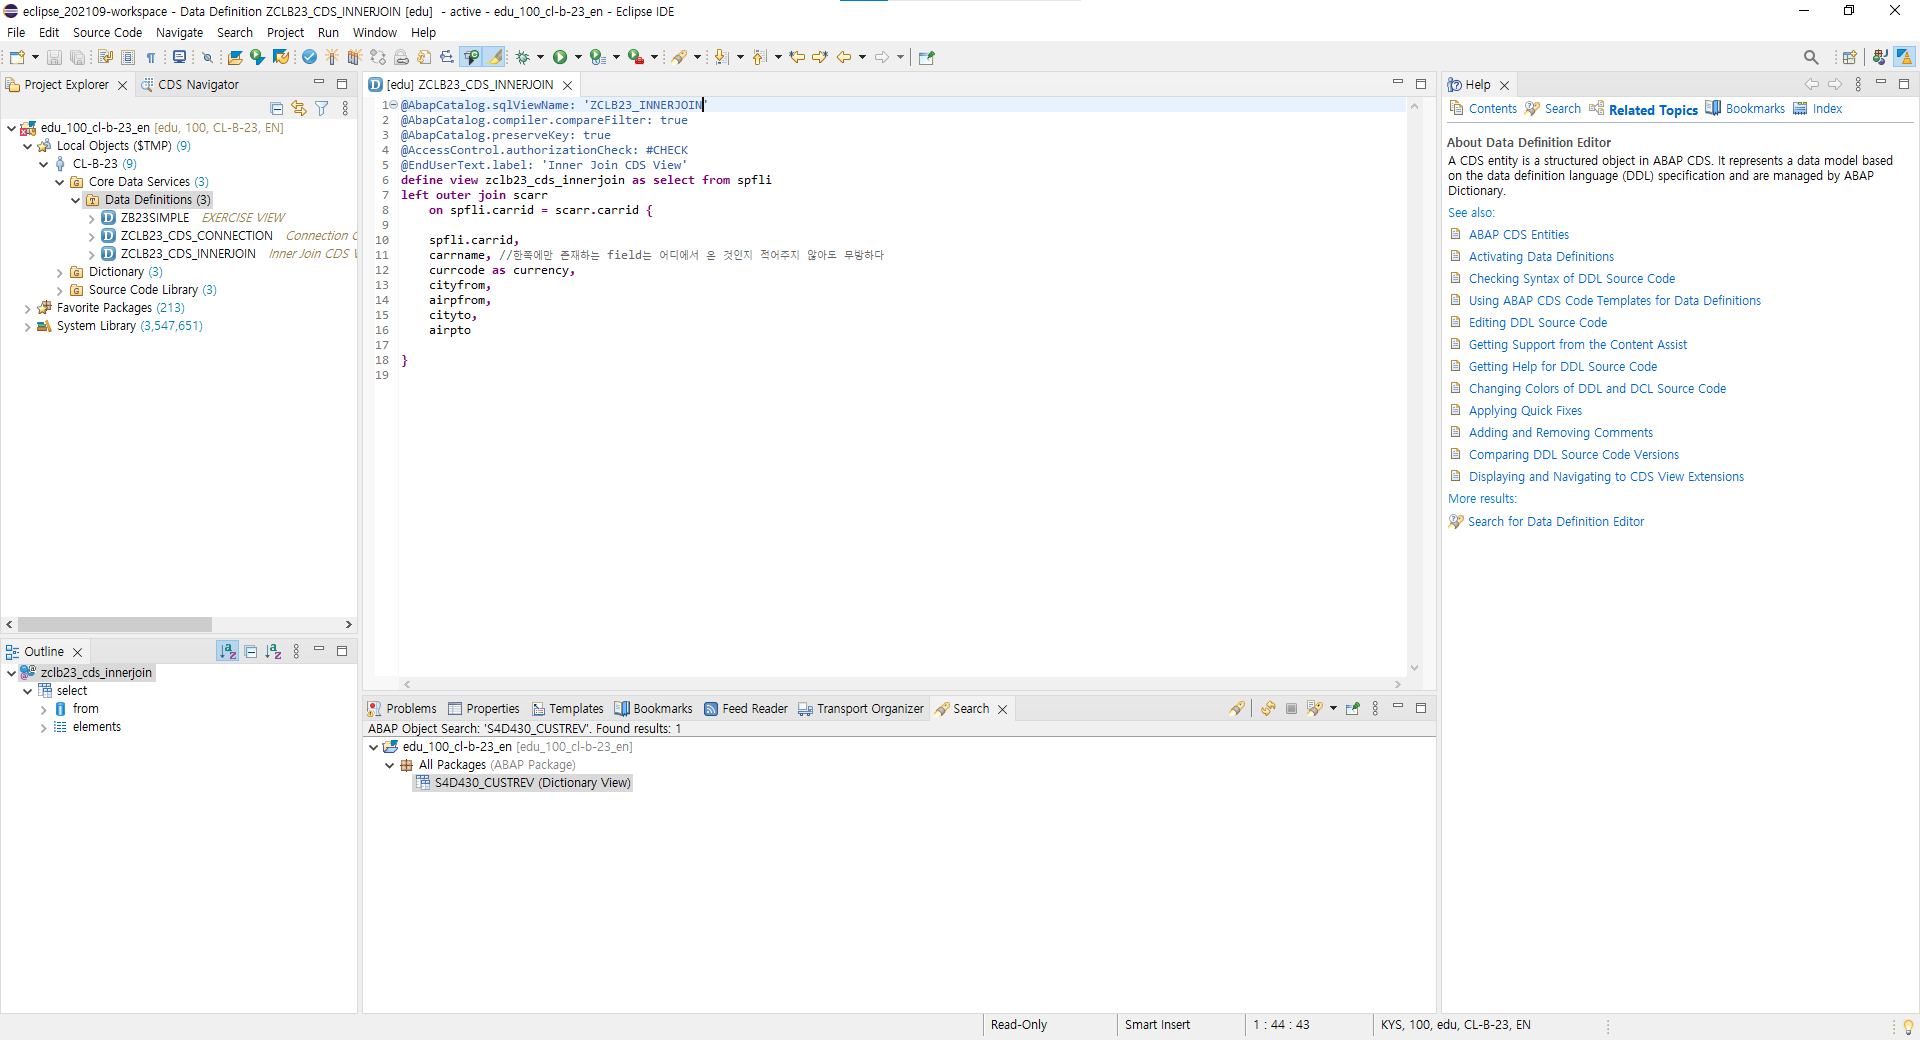 eclipse_202109-workspace - Data Definition ZCLB23_CDS_INNERJOIN [edu]  - active - edu_100_cl-b-23_en - Eclipse IDE
File Edit Source Code Navigate Search Project Run Window Help
Project Explorer
CDS Navigator
edu_100_cl-b-23_en [edu, 100, CL-B-23, EN]
Local Objects ($TMP) (9)
CL-B-23 (9)
Core Data Services (3)
Data Definitions (3)
ZB23SIMPLE EXERCISE VIEW
ZCLB23_CDS_CONNECTION Connection C
ZCLB23_CDS_INNERJOIN Inner Join CDS V
Dictionary (3)
Source Code Library (3)
Favorite Packages (213)
System Library (3,547,651)
Outline
zclb23_cds_innerjoin
select
from
elements
[edu] ZCLB23_CDS_INNERJOIN
1 @AbapCatalog.sqlViewName: 'ZCLB23_INNERJOIN'
2 @AbapCatalog.compiler.compareFilter: true
3 @AbapCatalog.preserveKey: true
4 @AccessControl.authorizationCheck: #CHECK
5 @EndUserText.label: 'Inner Join CDS View'
6 define view zclb23_cds_innerjoin as select from spfli
7 left outer join scarr
8 on spfli.carrid = scarr.carrid {
9
10 spfli.carrid,
11 carrname, //한쪽에만 존재하는 field는 어디에서 온 것인지 적어주지 않아도 무방하다
12 currcode as currency,
13 cityfrom,
14 airpfrom,
15 cityto,
16 airpto
17
18 }
19
Problems Properties Templates Bookmarks Feed Reader Transport Organizer Search
ABAP Object Search: 'S4D430_CUSTREV'. Found results: 1
edu_100_cl-b-23_en [edu_100_cl-b-23_en]
All Packages (ABAP Package)
S4D430_CUSTREV (Dictionary View)
Help
Contents Search Related Topics Bookmarks Index
About Data Definition Editor
A CDS entity is a structured object in ABAP CDS. It represents a data model based
on the data definition language (DDL) specification and are managed by ABAP
Dictionary.
See also:
ABAP CDS Entities
Activating Data Definitions
Checking Syntax of DDL Source Code
Using ABAP CDS Code Templates for Data Definitions
Editing DDL Source Code
Getting Support from the Content Assist
Getting Help for DDL Source Code
Changing Colors of DDL and DCL Source Code
Applying Quick Fixes
Adding and Removing Comments
Comparing DDL Source Code Versions
Displaying and Navigating to CDS View Extensions
More results:
Search for Data Definition Editor
Read-Only
Smart Insert
1 : 44 : 43
KYS, 100, edu, CL-B-23, EN